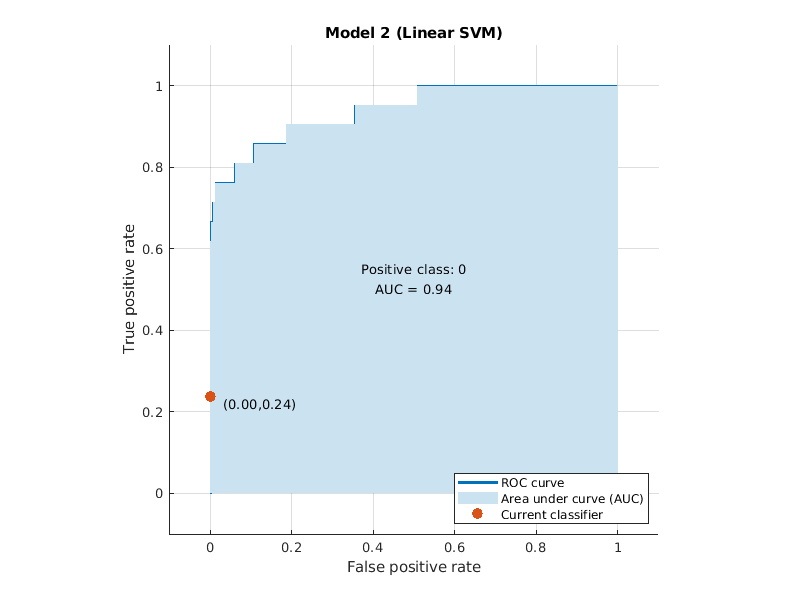 Model 2 (Linear SVM)
1
0.8
0.6
0.4
0.2
0
True positive rate
Positive class: 0
AUC = 0.94
(0.00,0.24)
ROC curve
Area under curve (AUC)
Current classifier
0 0.2 0.4 0.6 0.8 1
False positive rate